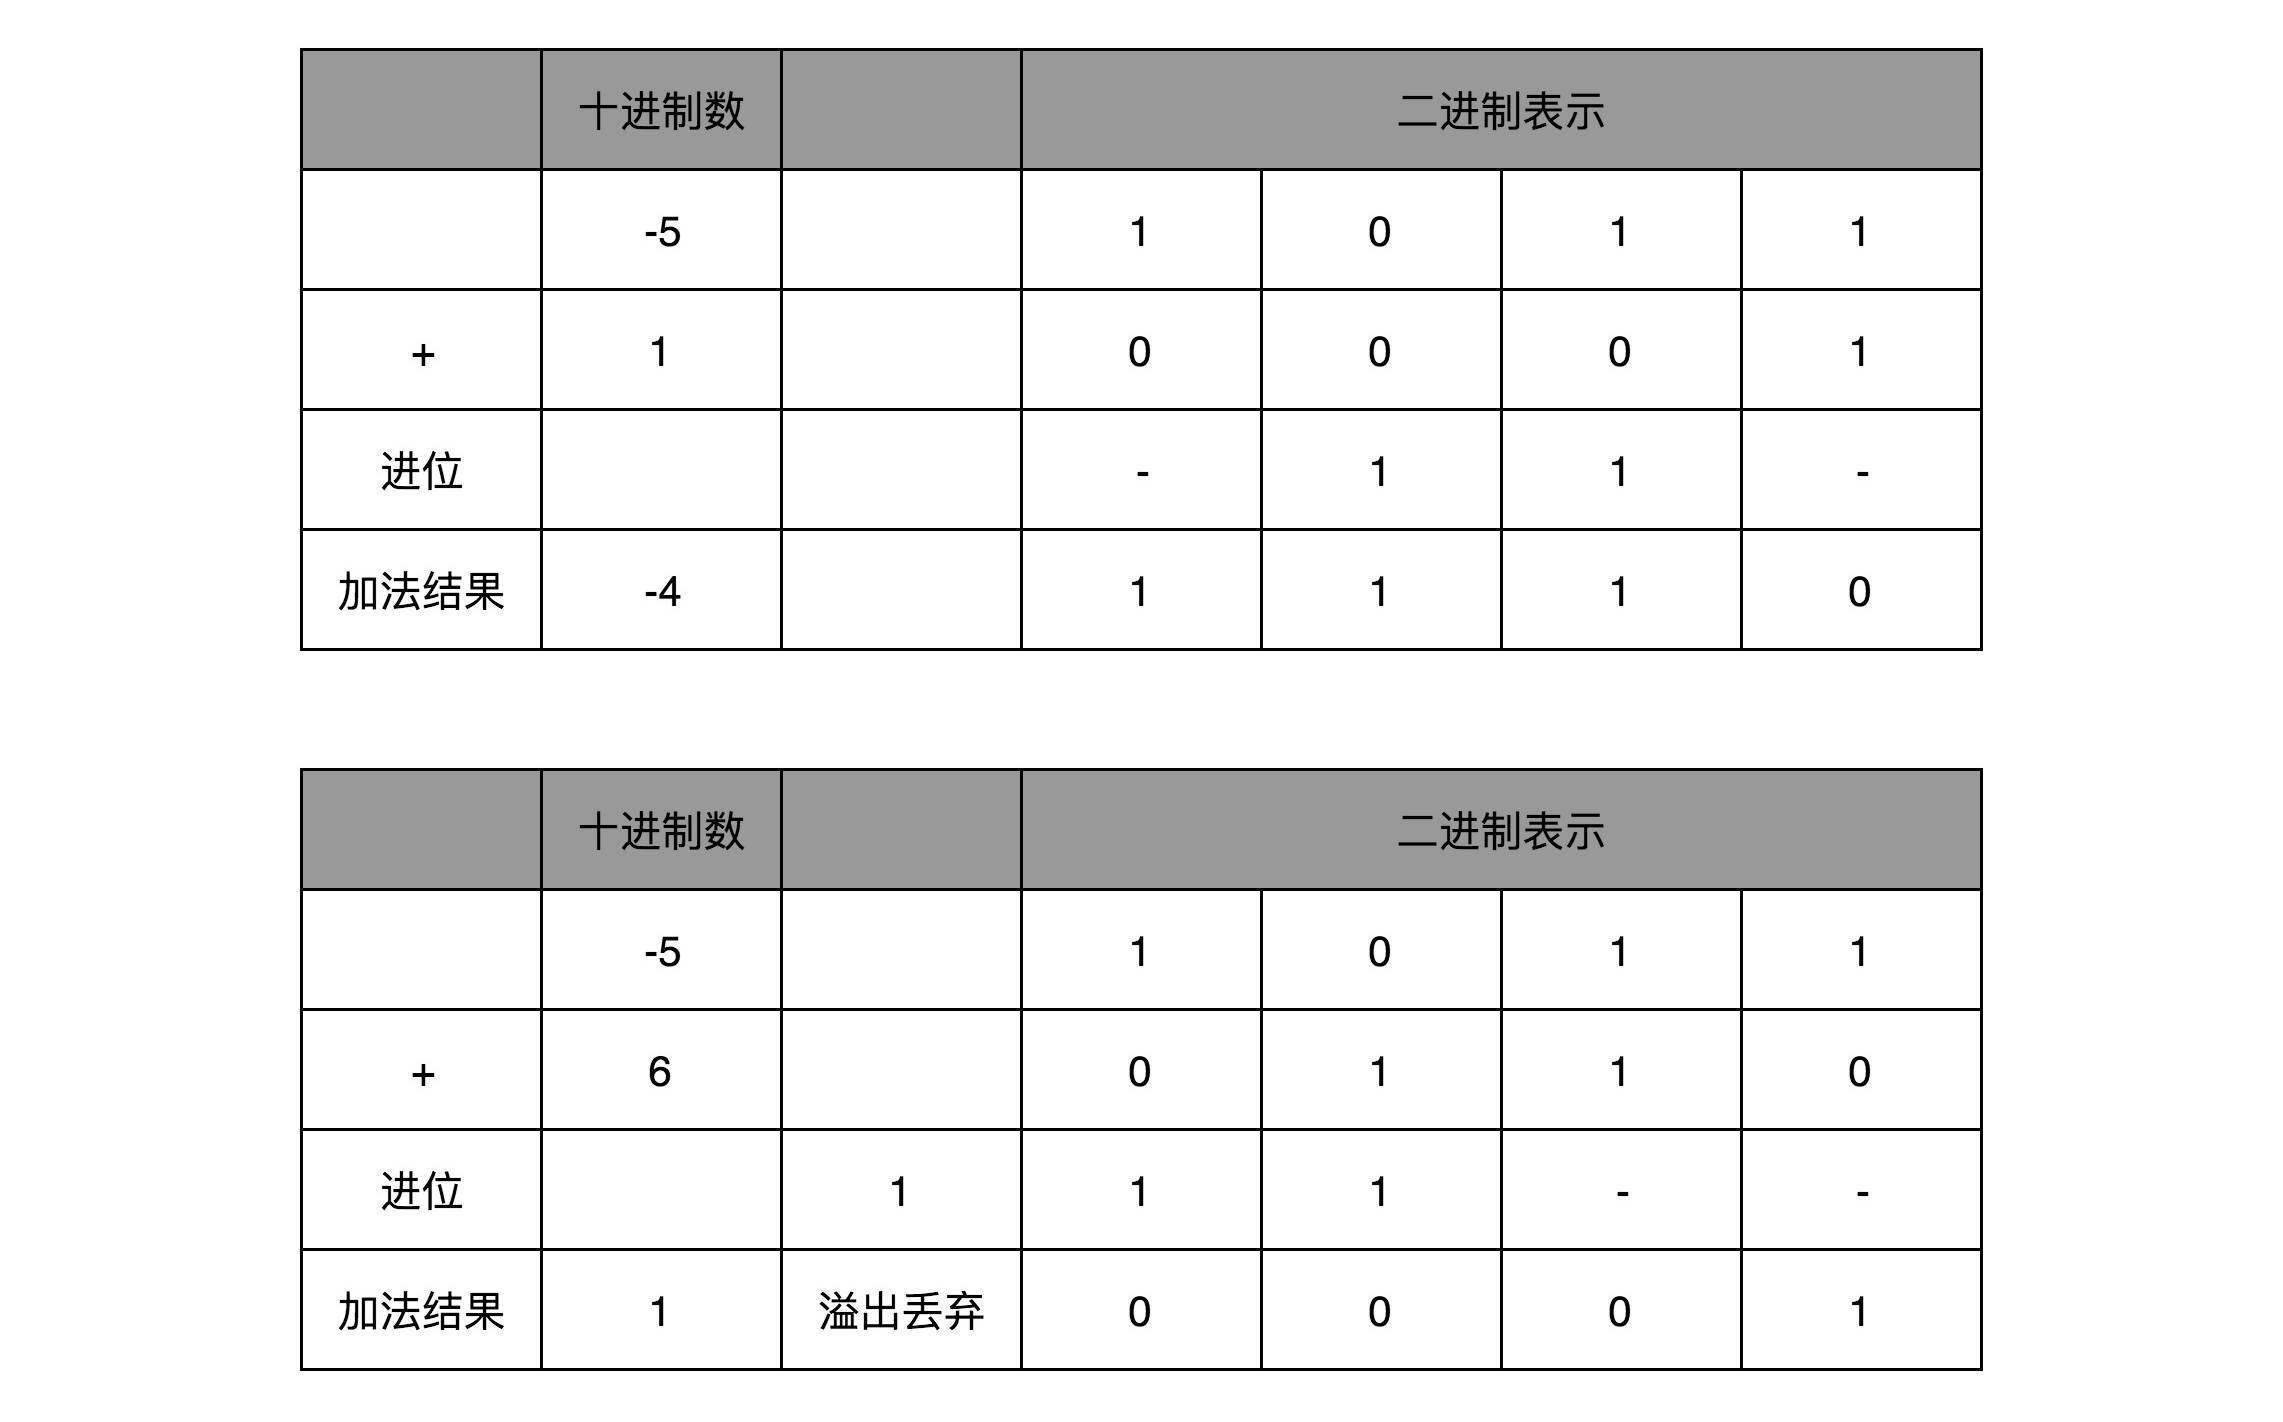 十进制数 二进制表示
-5 1 0 1 1
+ 1 0 0 0 1
进位 - 1 1 -
加法结果 -4 1 1 1 0
十进制数 二进制表示
-5 1 0 1 1
+ 6 0 1 1 0
进位 1 1 1 - -
加法结果 1 溢出丢弃 0 0 0 1